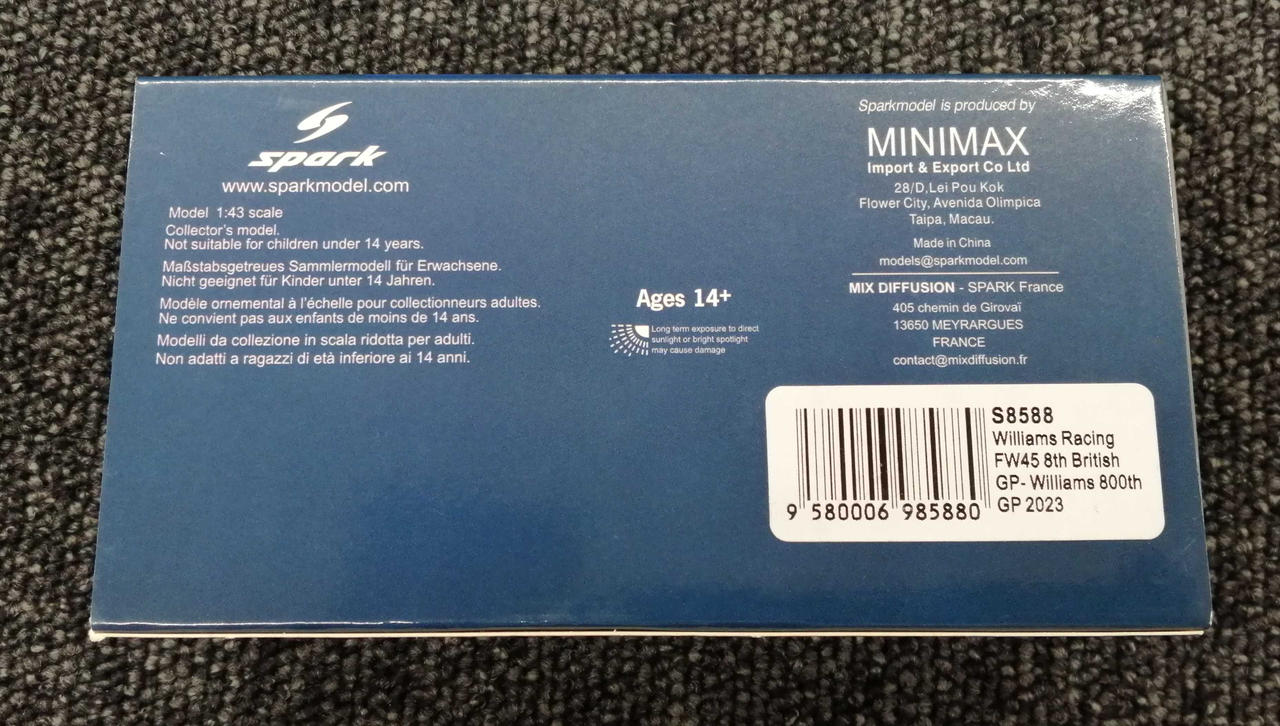 spark
www.sparkmodel.com
Model 1:43 scale
Collector's model.
Not suitable for children under 14 years.
Maßstabsgetreues Sammlermodell für Erwachsene.
Nicht geeignet für Kinder unter 14 Jahren.
Modèle ornemental à l'échelle pour collectionneurs adultes.
Ne convient pas aux enfants de moins de 14 ans.
Modelli da collezione in scala ridotta per adulti.
Non adatti a ragazzi di età inferiore ai 14 anni.
Ages 14+
Long term exposure to direct
sunlight or bright spotlight
may cause damage
Sparkmodel is produced by
MINIMAX
Import & Export Co Ltd
28/D,Lei Pou Kok
Flower City, Avenida Olimpica
Taipa, Macau.
Made in China
models@sparkmodel.com
MIX DIFFUSION - SPARK France
405 chemin de Girovaï
13650 MEYRARGUES
FRANCE
contact@mixdiffusion.fr
S8588
Williams Racing
FW45 8th British
GP- Williams 800th
GP 2023
9 580006 985880